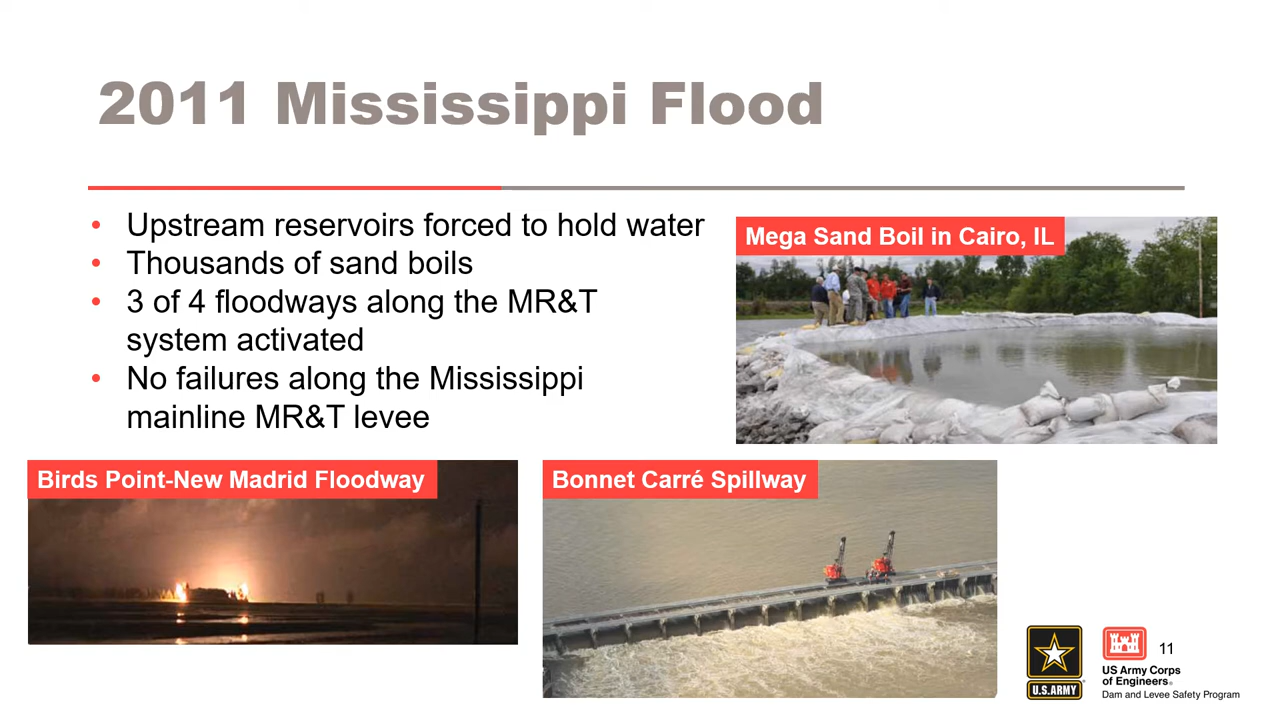 2011 Mississippi Flood
• Upstream reservoirs forced to hold water
• Thousands of sand boils
• 3 of 4 floodways along the MR&T
system activated
• No failures along the Mississippi
mainline MR&T levee
Mega Sand Boil in Cairo, IL
Birds Point-New Madrid Floodway
Bonnet Carré Spillway
U.S.ARMY
US Army Corps
of Engineers®
Dam and Levee Safety Program
11